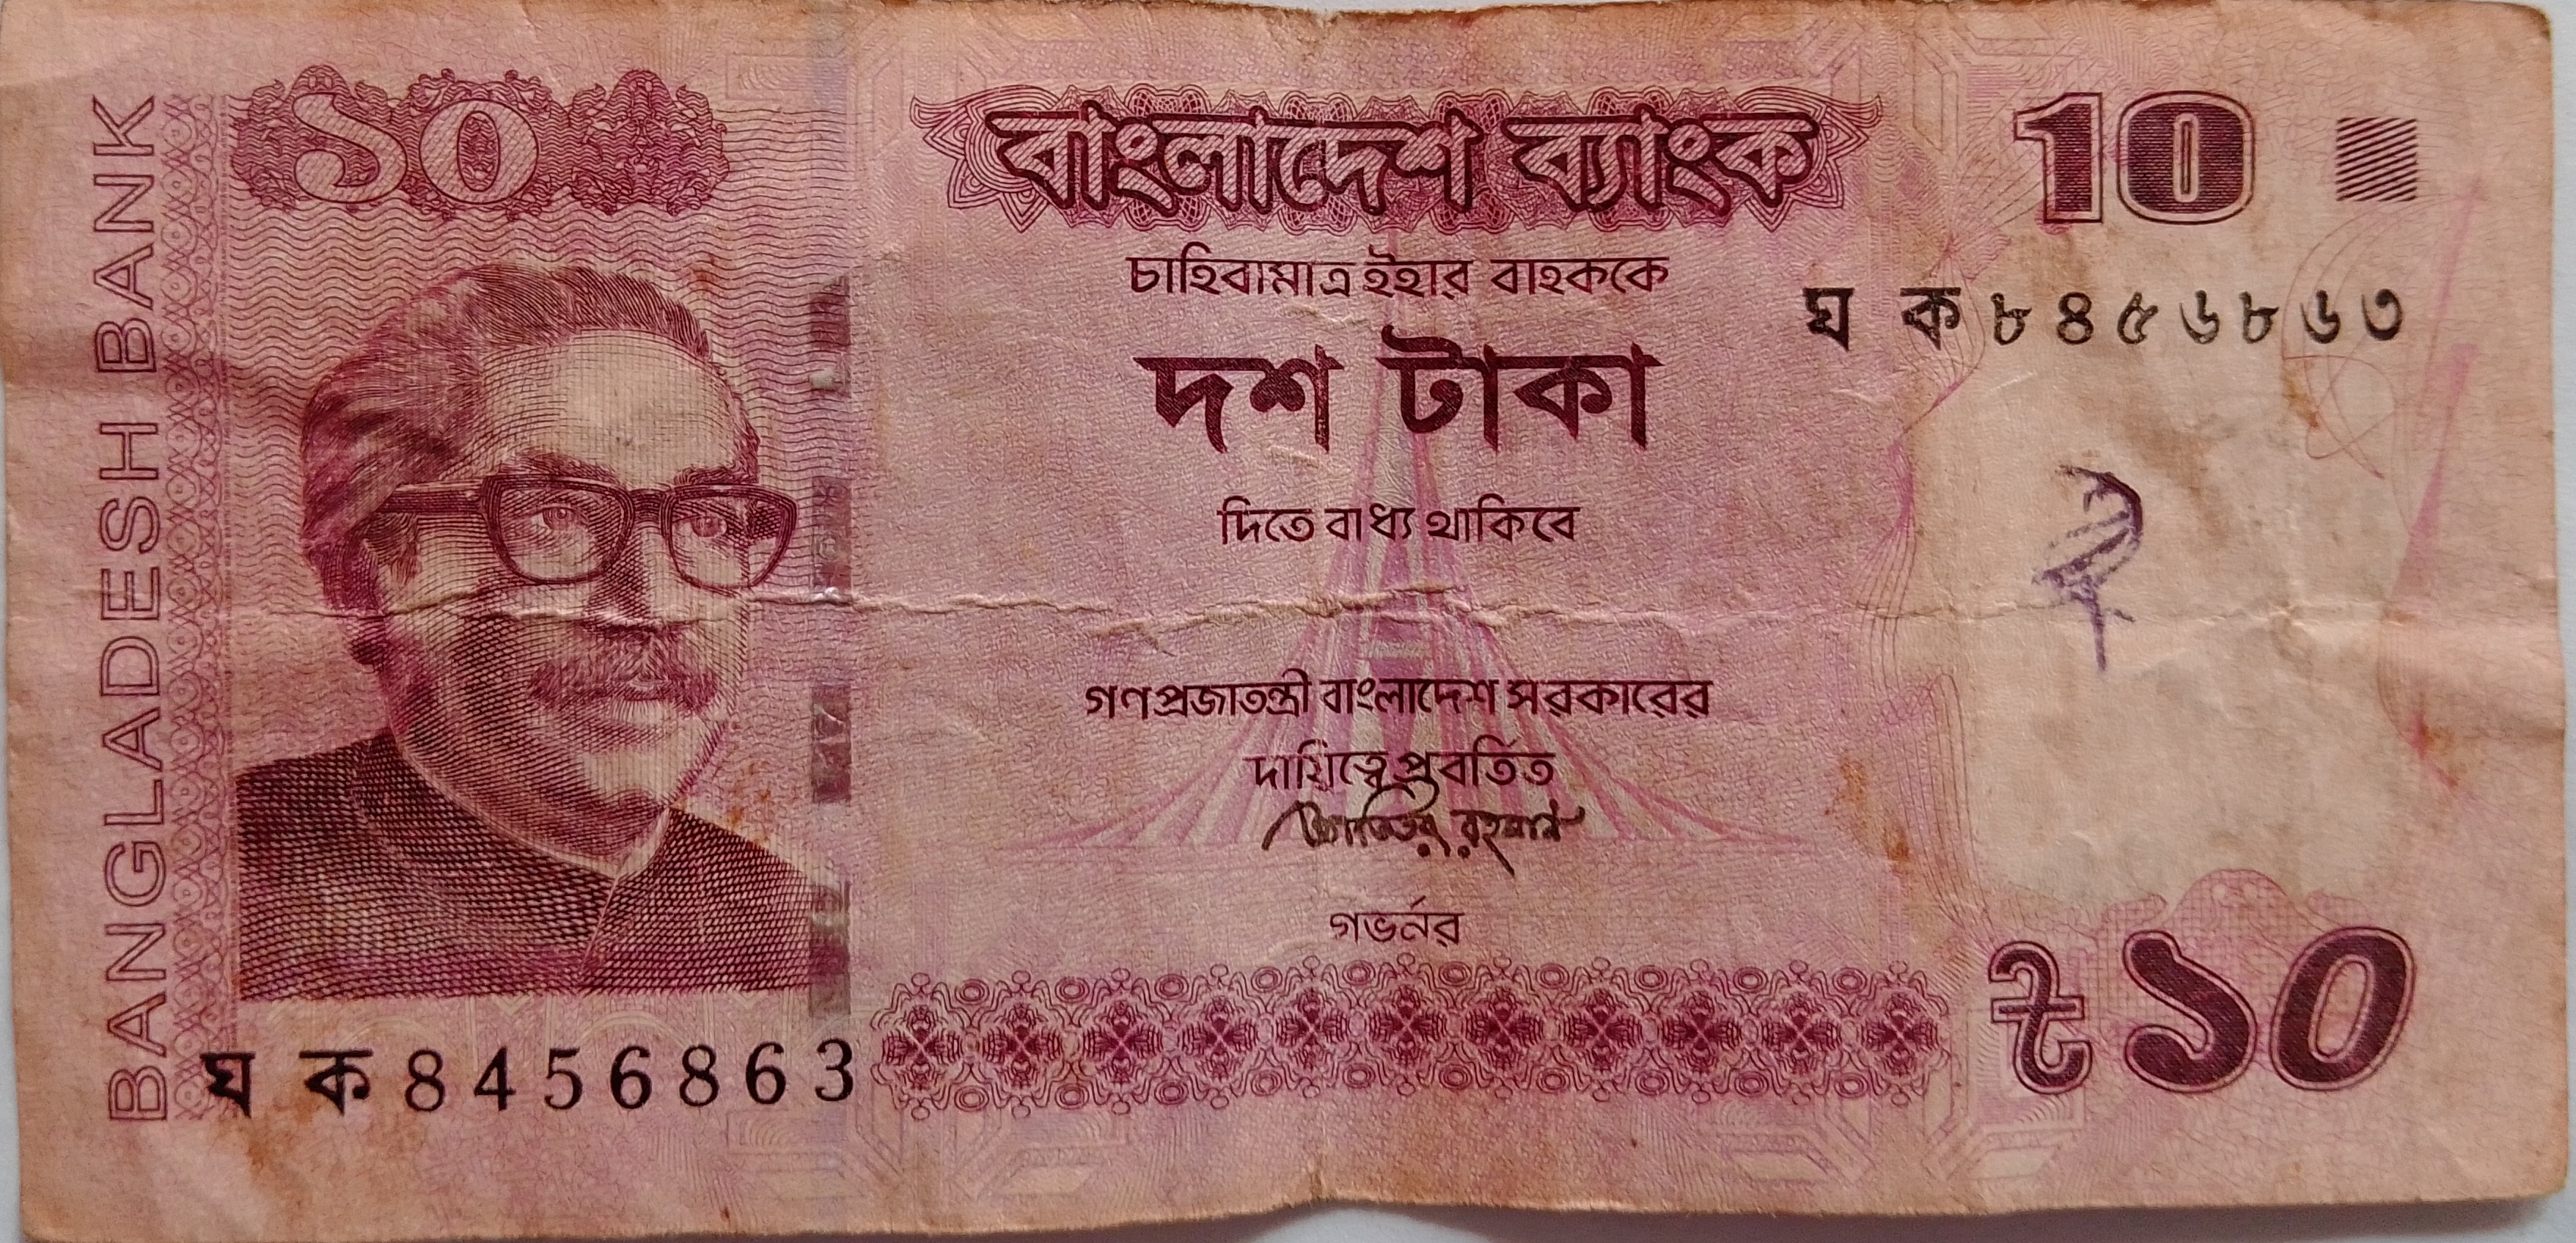 BANGLADESH BANK
১০
বাংলাদেশ ব্যাংক
10
চাহিবামাত্র ইহার বাহককে
ঘ ক ৮৪৫৬৮৬৩
দশ টাকা
দিতে বাধ্য থাকিবে
গণপ্রজাতন্ত্রী বাংলাদেশ সরকারের
দায়িত্বে প্রবর্তিত
আতিউর রহমান
গভর্নর
ঘ ক 8456863
৳১০